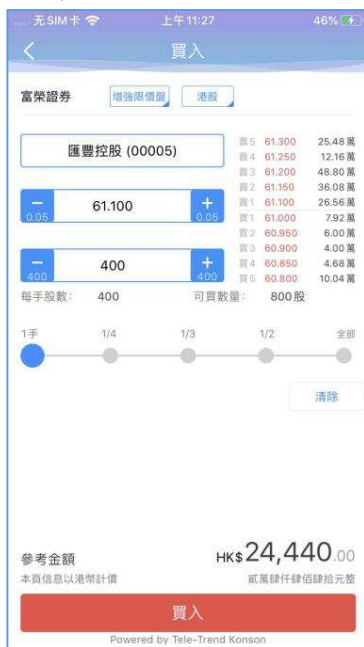 无SIM卡 上午11:27 46%
買入
富榮證券 增強限價盤 港股
匯豐控股 (00005)
賣5 61.300 25.48萬
賣4 61.250 12.16萬
賣3 61.200 48.80萬
賣2 61.150 36.08萬
賣1 61.100 26.56萬
買1 61.000 7.92萬
買2 60.950 6.00萬
買3 60.900 4.00萬
買4 60.850 4.68萬
買5 60.800 10.04萬
− 61.100 +
0.05 0.05
− 400 +
400 400
每手股數: 400 可買數量: 800股
1手 1/4 1/3 1/2 全部
清除
參考金額 HK$24,440.00
本頁信息以港幣計價 貳萬肆仟肆佰肆拾元整
買入
Powered by Tele-Trend Konson